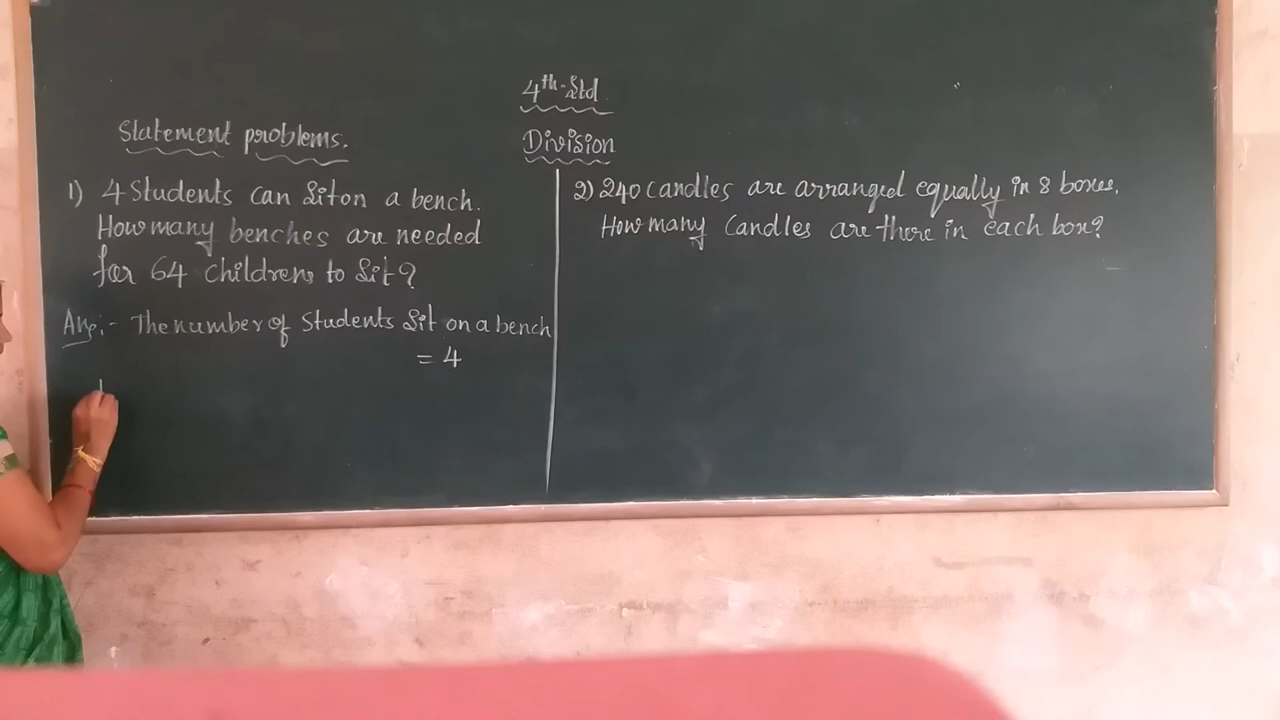 4th-Std
Division
Statement problems.
1) 4 Students can Sit on a bench.
How many benches are needed
for 64 childrens to Sit?
Ans:- The number of Students Sit on a bench
= 4
2) 240 candles are arranged equally in 8 boxes.
How many Candles are there in each box?